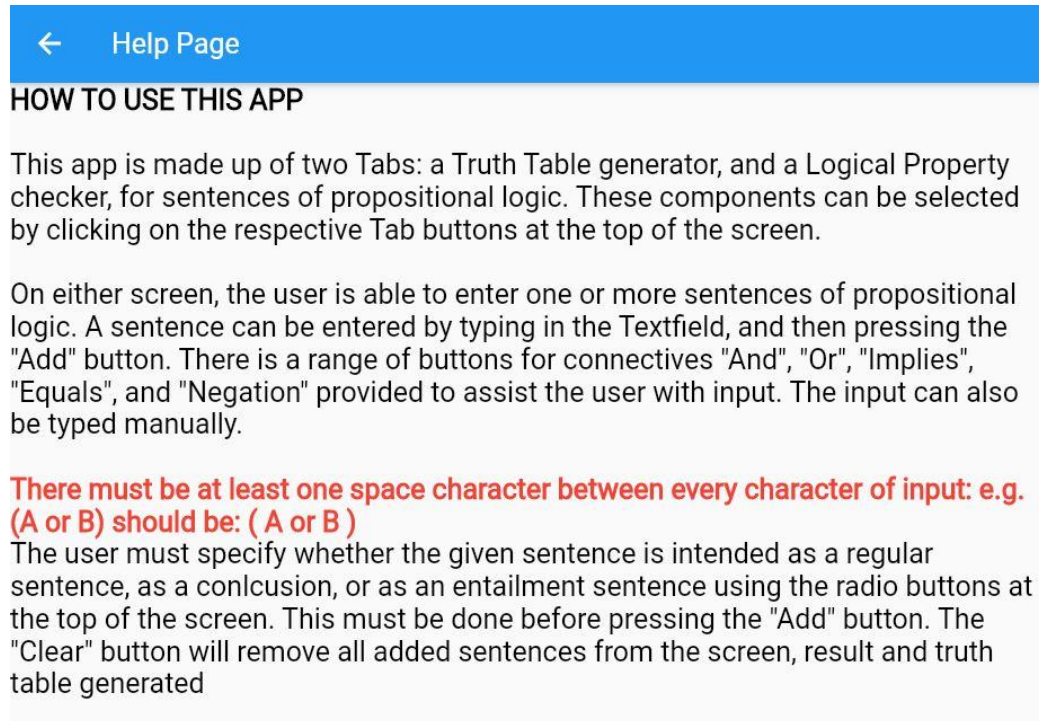 Help Page
HOW TO USE THIS APP
This app is made up of two Tabs: a Truth Table generator, and a Logical Property
checker, for sentences of propositional logic. These components can be selected
by clicking on the respective Tab buttons at the top of the screen.
On either screen, the user is able to enter one or more sentences of propositional
logic. A sentence can be entered by typing in the Textfield, and then pressing the
"Add" button. There is a range of buttons for connectives "And", "Or", "Implies",
"Equals", and "Negation" provided to assist the user with input. The input can also
be typed manually.
There must be at least one space character between every character of input: e.g.
(A or B) should be: ( A or B )
The user must specify whether the given sentence is intended as a regular
sentence, as a conlcusion, or as an entailment sentence using the radio buttons at
the top of the screen. This must be done before pressing the "Add" button. The
"Clear" button will remove all added sentences from the screen, result and truth
table generated